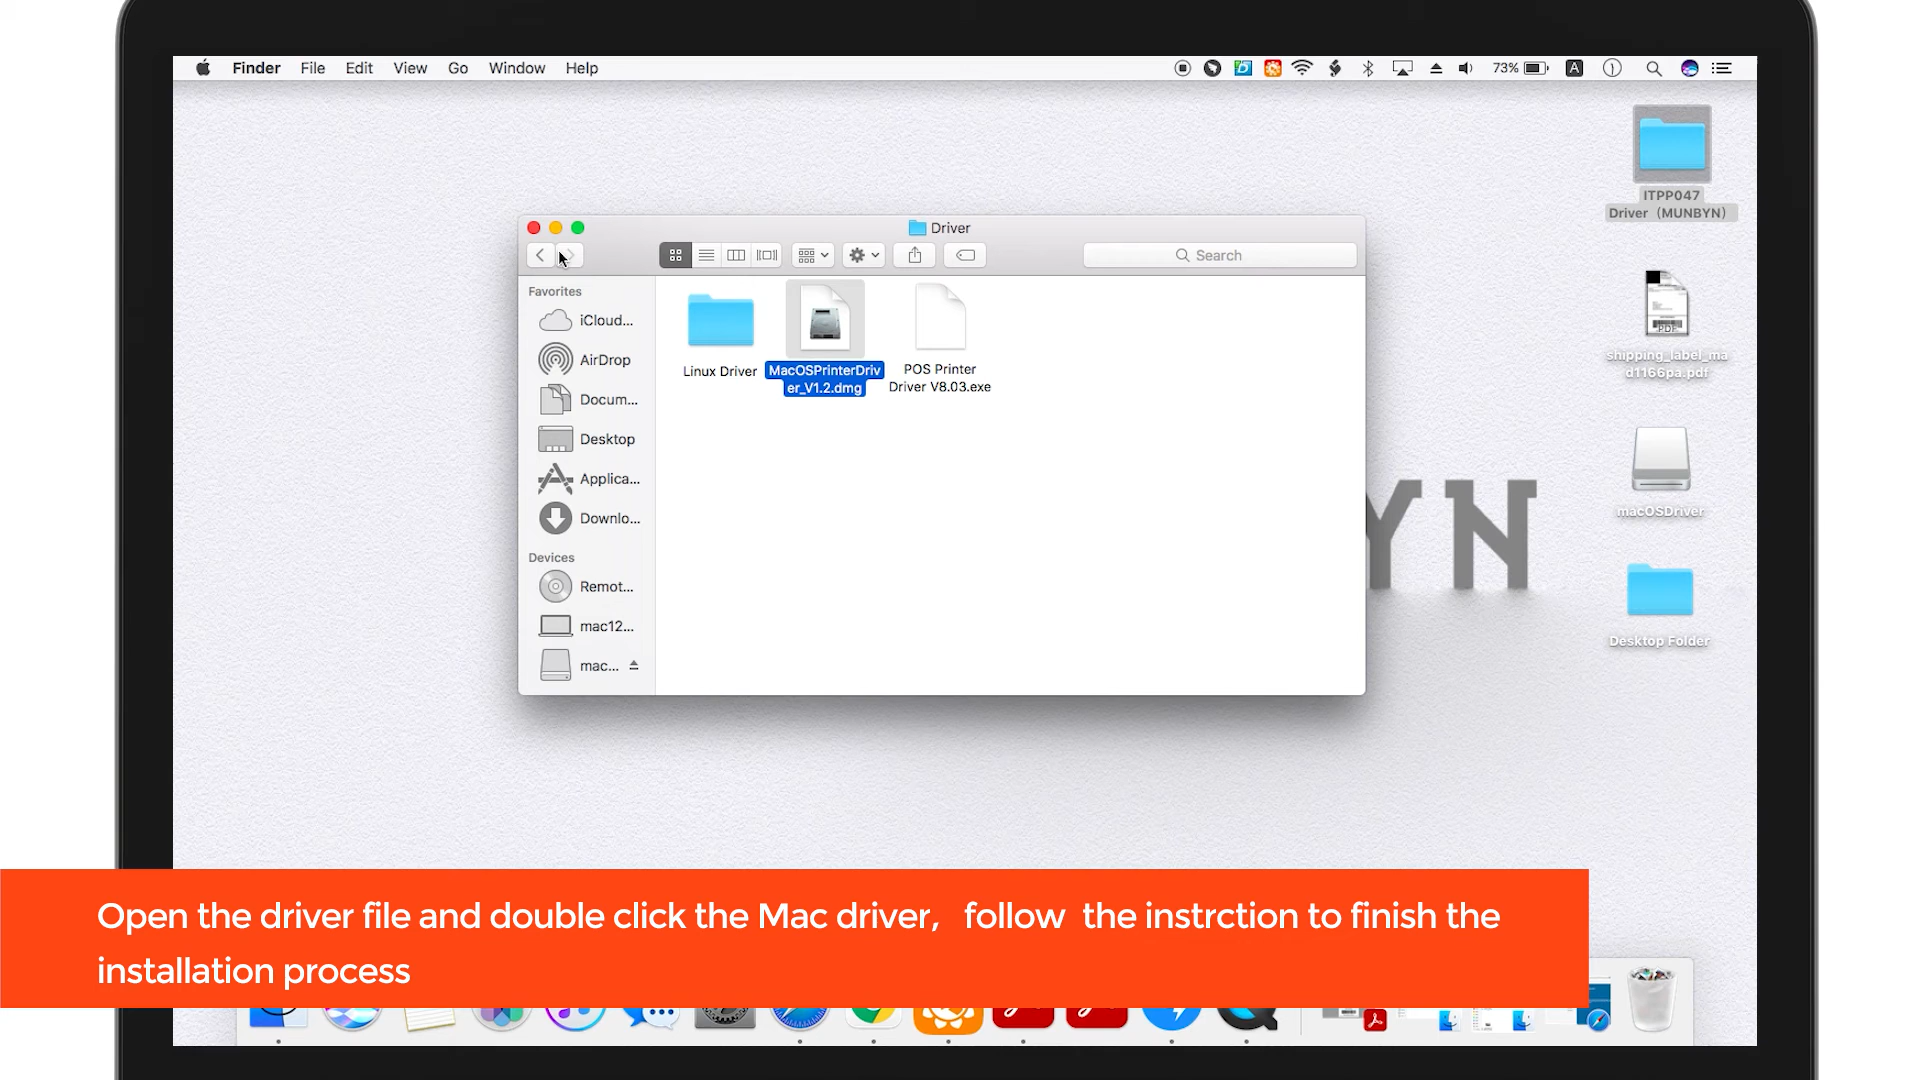 Finder File Edit View Go Window Help
73% A
ITPP047
Driver（MUNBYN）
Driver
Search
Favorites
iCloud...
AirDrop
Docum...
Desktop
Applica...
Downlo...
Devices
Remot...
mac12...
mac...
Linux Driver
MacOSPrinterDriv
er_V1.2.dmg
POS Printer
Driver V8.03.exe
shipping_label_ma
d1166pa.pdf
PDF
macOSDriver
YN
Desktop Folder
Open the driver file and double click the Mac driver, follow the instrction to finish the
installation process